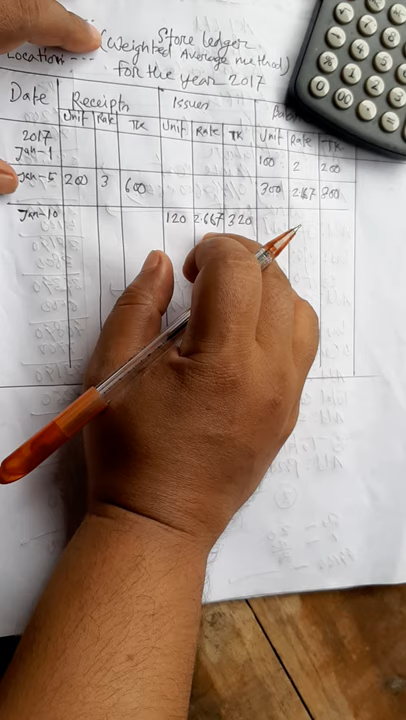 Store ledger
Location --- (Weighted Average method)
For the year 2017
Date Receipts Issues
Unit Rate TK Unit Rate TK Unit Rate TK
2017
Jan-1 100 2 200
Jan-5 200 3 600 300 2.667 800
Jan-10 120 2.667 320